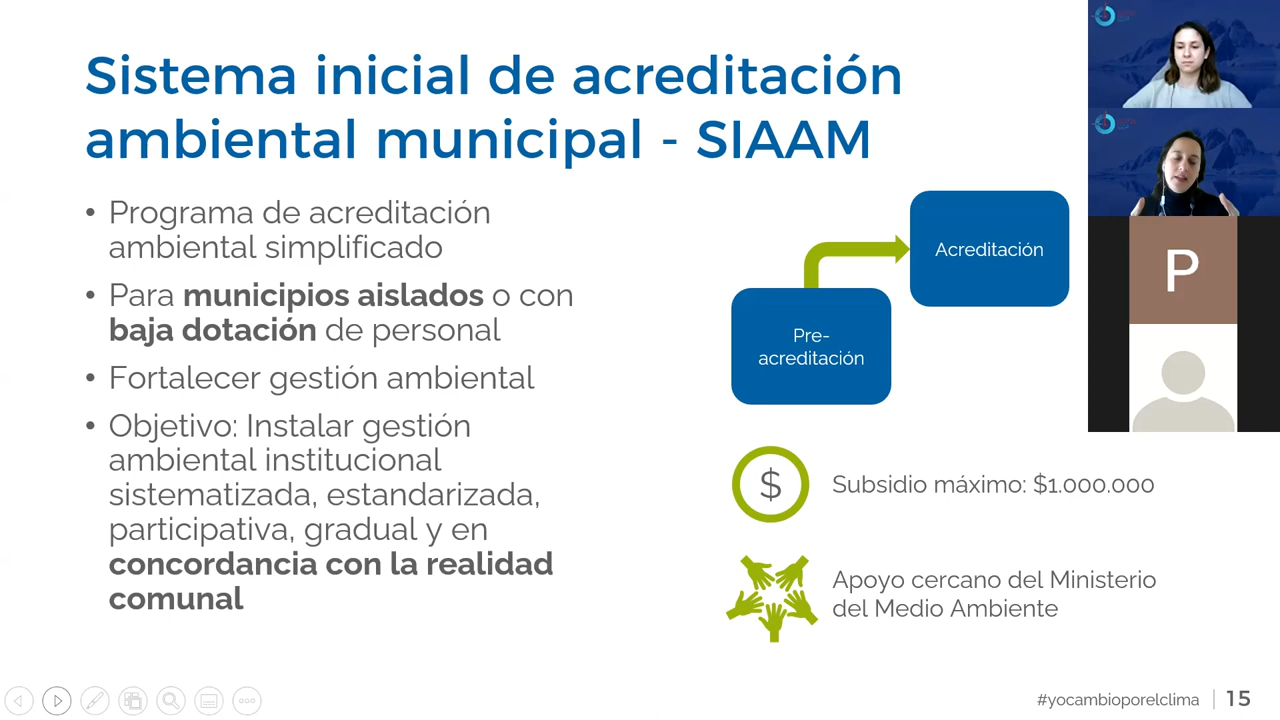 Sistema inicial de acreditación
ambiental municipal - SIAAM
• Programa de acreditación
ambiental simplificado
• Para municipios aislados o con
baja dotación de personal
• Fortalecer gestión ambiental
• Objetivo: Instalar gestión
ambiental institucional
sistematizada, estandarizada,
participativa, gradual y en
concordancia con la realidad
comunal
Acreditación
Pre-
acreditación
$
Subsidio máximo: $1.000.000
Apoyo cercano del Ministerio
del Medio Ambiente
P
#yocambioporelclima
15